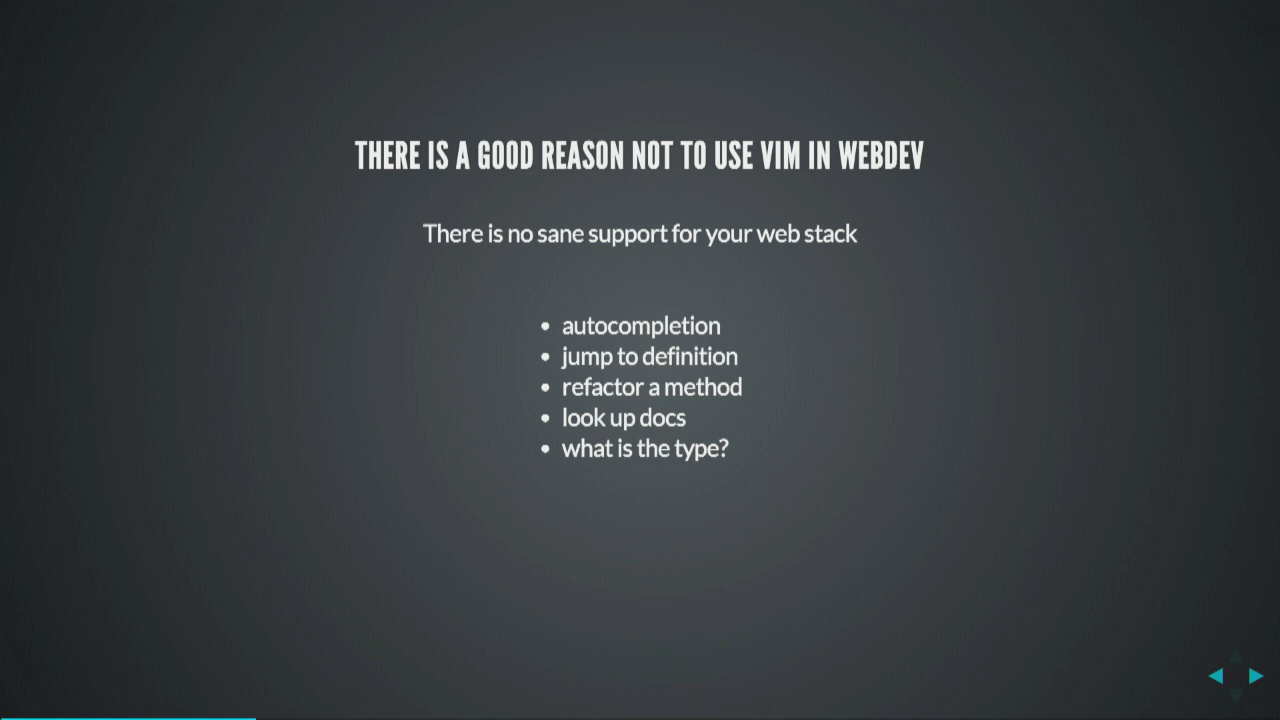 THERE IS A GOOD REASON NOT TO USE VIM IN WEBDEV
There is no sane support for your web stack
• autocompletion
• jump to definition
• refactor a method
• look up docs
• what is the type?